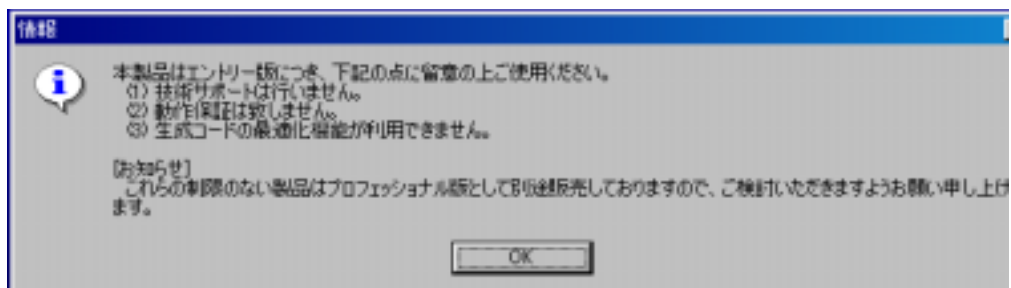 情報
本製品はエントリー版につき、下記の点に留意の上ご使用ください。
(1) 技術サポートは行いません。
(2) 動作保証は致しません。
(3) 生成コードの最適化機能が利用できません。
[お知らせ]
これらの制限のない製品はプロフェッショナル版として別途販売しておりますので、ご検討いただきますようお願い申し上げ
ます。
OK